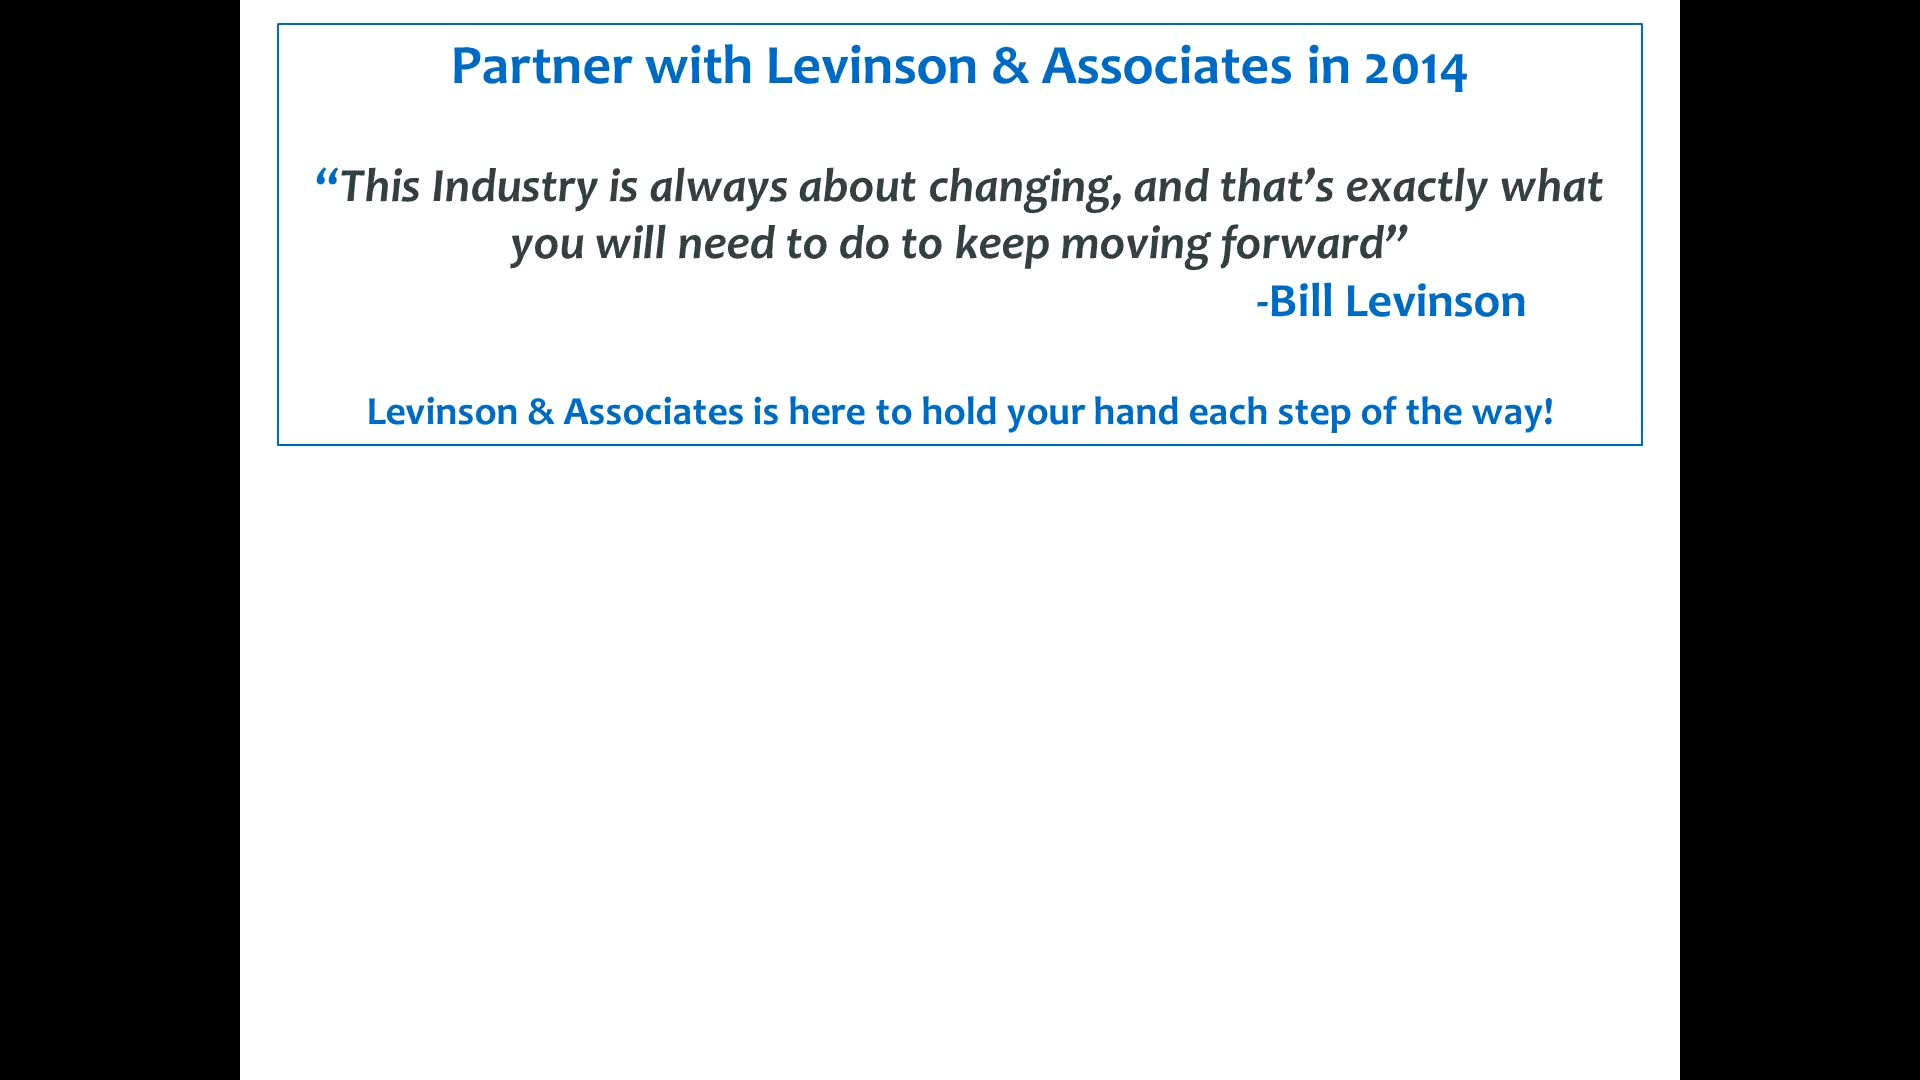 Partner with Levinson & Associates in 2014
“This Industry is always about changing, and that’s exactly what
you will need to do to keep moving forward”
-Bill Levinson
Levinson & Associates is here to hold your hand each step of the way!